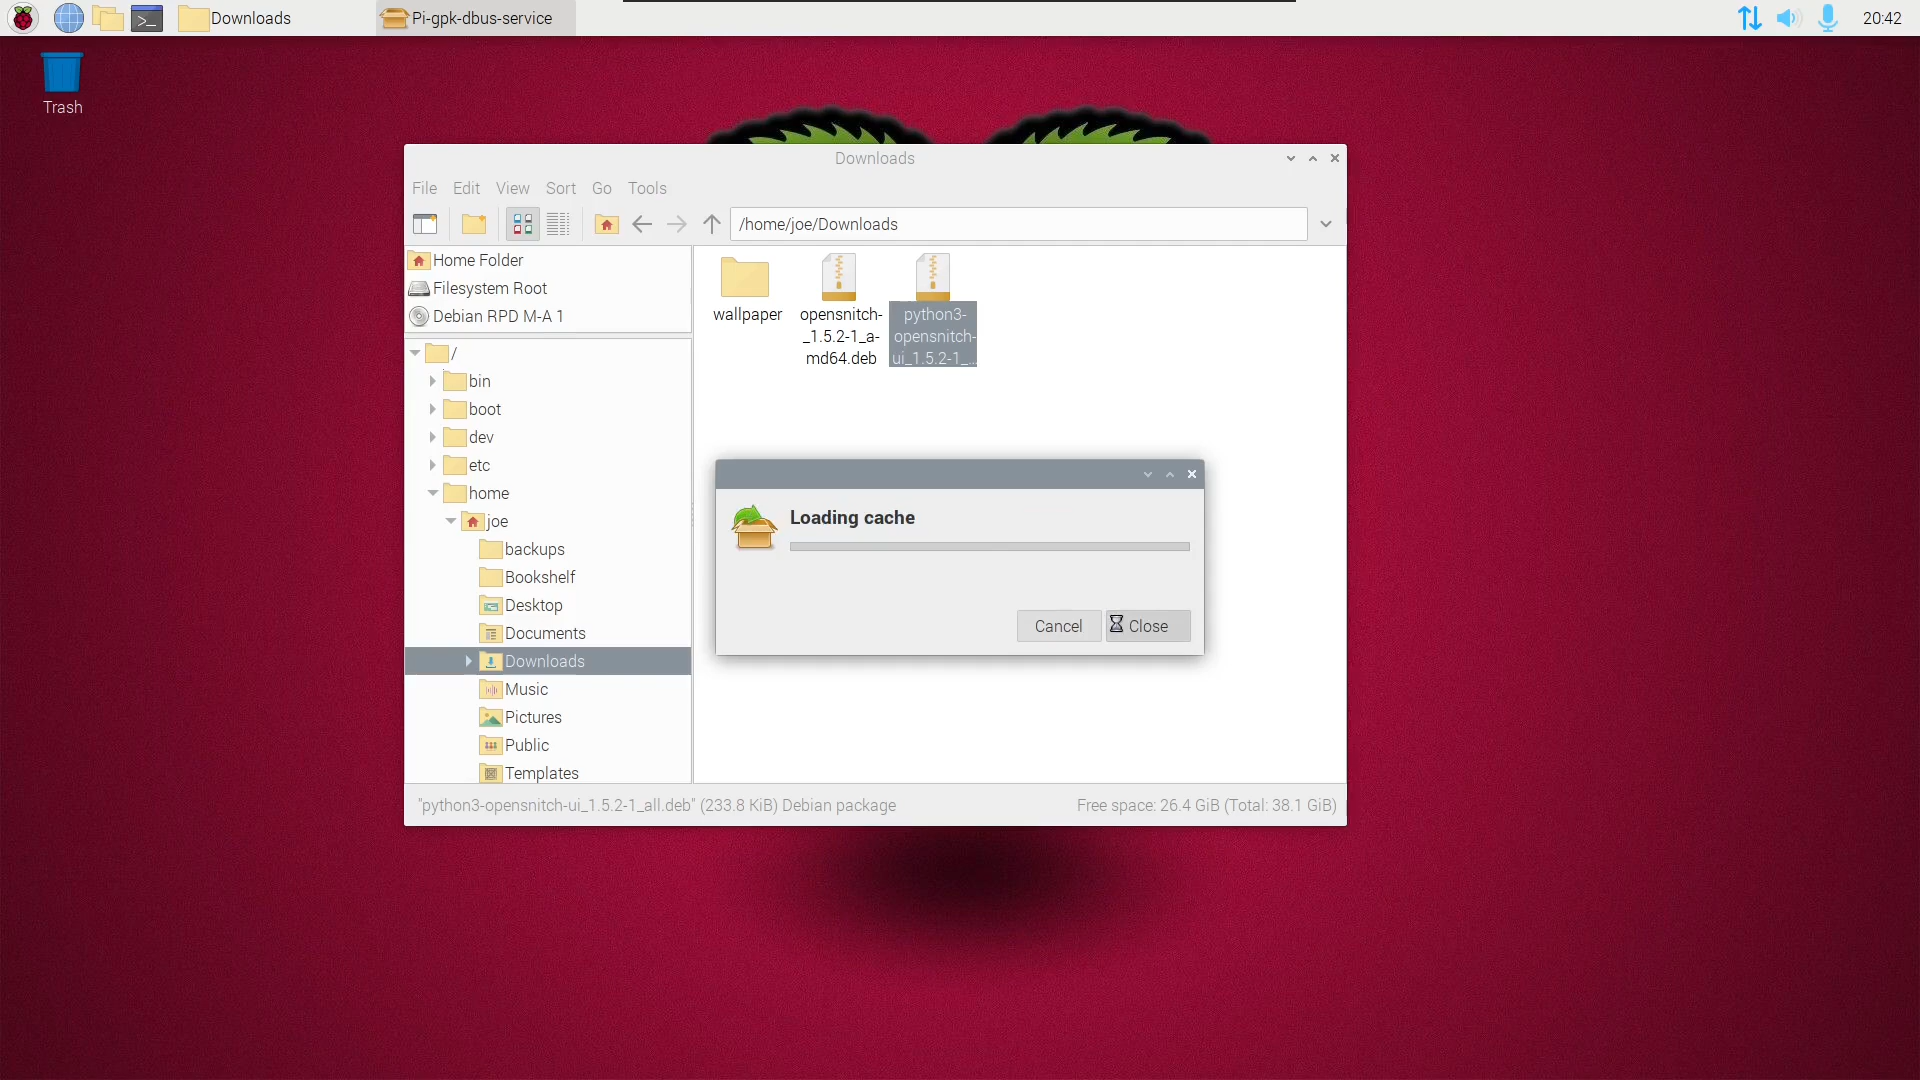 Downloads
Pi-gpk-dbus-service
20:42
Trash
Downloads
File Edit View Sort Go Tools
/home/joe/Downloads
Home Folder
Filesystem Root
Debian RPD M-A 1
/
bin
boot
dev
etc
home
joe
backups
Bookshelf
Desktop
Documents
Downloads
Music
Pictures
Public
Templates
wallpaper
opensnitch-
_1.5.2-1_a-
md64.deb
python3-
opensnitch-
ui_1.5.2-1_...
Loading cache
Cancel
Close
"python3-opensnitch-ui_1.5.2-1_all.deb" (233.8 KiB) Debian package
Free space: 26.4 GiB (Total: 38.1 GiB)